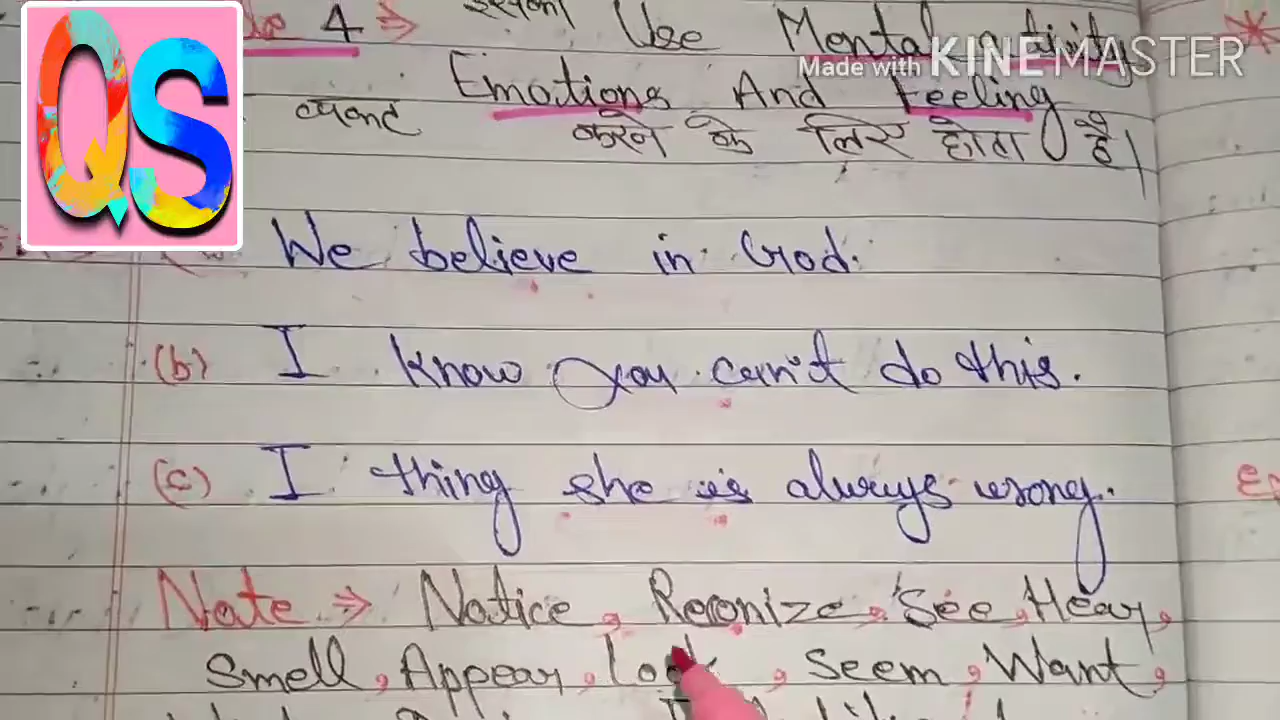 4 ⇒ इसका Use Mental activity
Made with KINEMASTER
QS
Emotions And Feeling
व्यक्त करने के लिए होता है।
We believe in God.
(b) I know you can't do this.
(c) I thing she is always wrong.
Note ⇒ Notice, Reconize, See, Hear,
Smell, Appear, look, seem, Want,